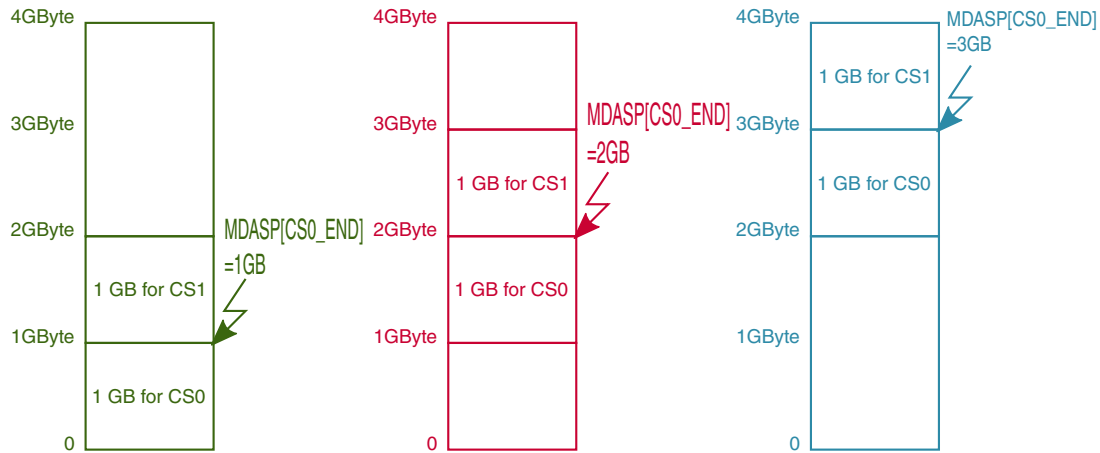 4GByte
3GByte
2GByte
MDASP[CS0_END]
=1GB
1 GB for CS1
1GByte
1 GB for CS0
0
4GByte
3GByte
MDASP[CS0_END]
=2GB
1 GB for CS1
2GByte
1 GB for CS0
1GByte
0
4GByte
MDASP[CS0_END]
=3GB
1 GB for CS1
3GByte
1 GB for CS0
2GByte
1GByte
0